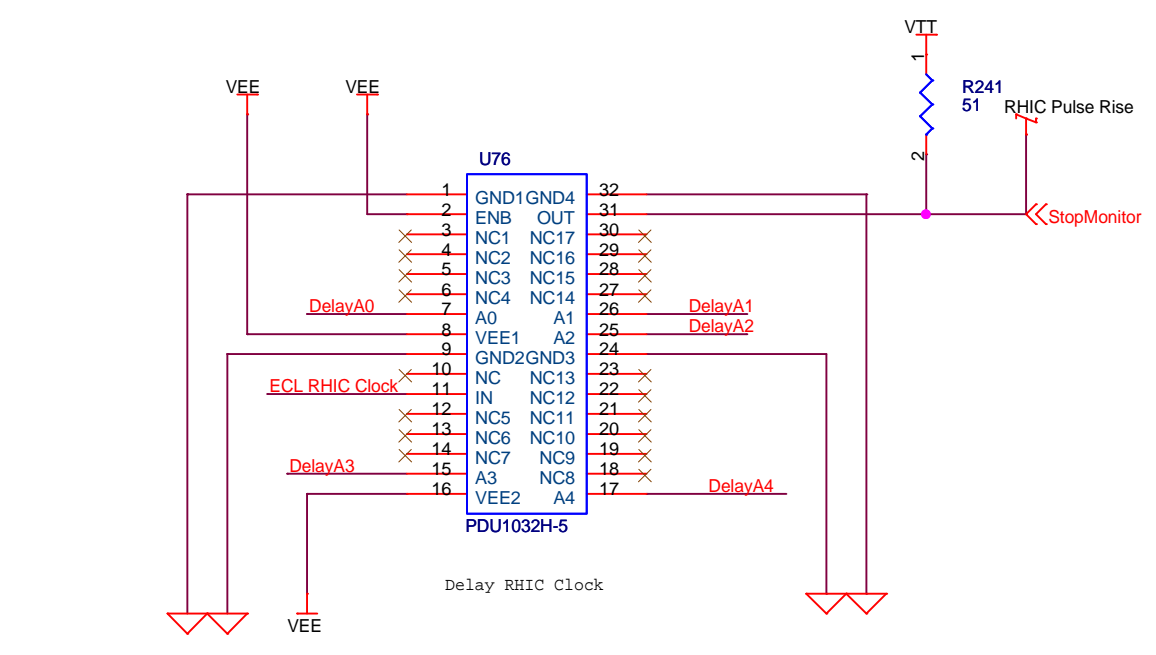 VTT
1
R241
51
2
RHIC Pulse Rise
VEE
VEE
U76
1 GND1 GND4 32
2 ENB OUT 31
StopMonitor
3 NC1 NC17 30
4 NC2 NC16 29
5 NC3 NC15 28
6 NC4 NC14 27
DelayA0 7 A0 A1 26 DelayA1
8 VEE1 A2 25 DelayA2
9 GND2 GND3 24
10 NC NC13 23
ECL RHIC Clock 11 IN NC12 22
12 NC5 NC11 21
13 NC6 NC10 20
14 NC7 NC9 19
DelayA3 15 A3 NC8 18
16 VEE2 A4 17 DelayA4
PDU1032H-5
Delay RHIC Clock
VEE